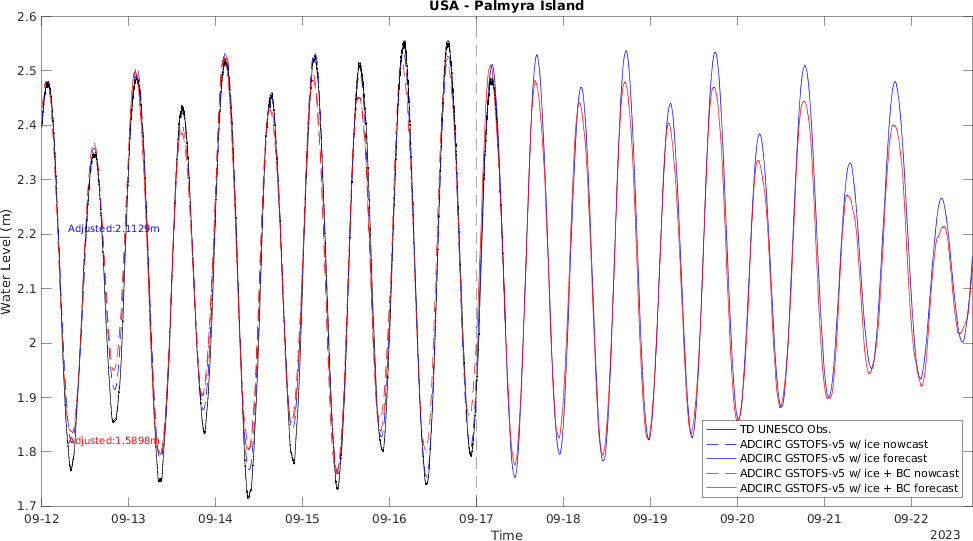 USA - Palmyra Island
2.6
2.5
2.4
2.3
2.2
2.1
2
1.9
1.8
1.7
Water Level (m)
Adjusted:2.1129m
Adjusted:1.5898m
TD UNESCO Obs.
ADCIRC GSTOFS-v5 w/ ice nowcast
ADCIRC GSTOFS-v5 w/ ice forecast
ADCIRC GSTOFS-v5 w/ ice + BC nowcast
ADCIRC GSTOFS-v5 w/ ice + BC forecast
09-12 09-13 09-14 09-15 09-16 09-17 09-18 09-19 09-20 09-21 09-22
Time
2023